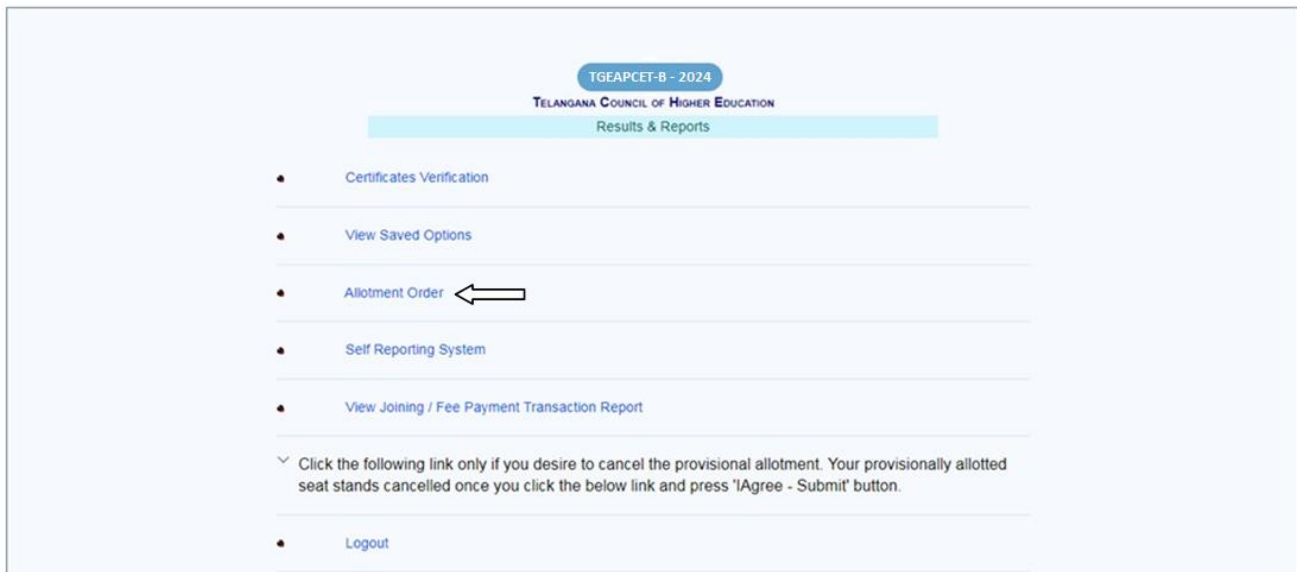 TGEAPCET-B - 2024
TELANGANA COUNCIL OF HIGHER EDUCATION
Results & Reports
Certificates Verification
View Saved Options
Allotment Order
Self Reporting System
View Joining / Fee Payment Transaction Report
Click the following link only if you desire to cancel the provisional allotment. Your provisionally allotted
seat stands cancelled once you click the below link and press 'IAgree - Submit' button.
Logout